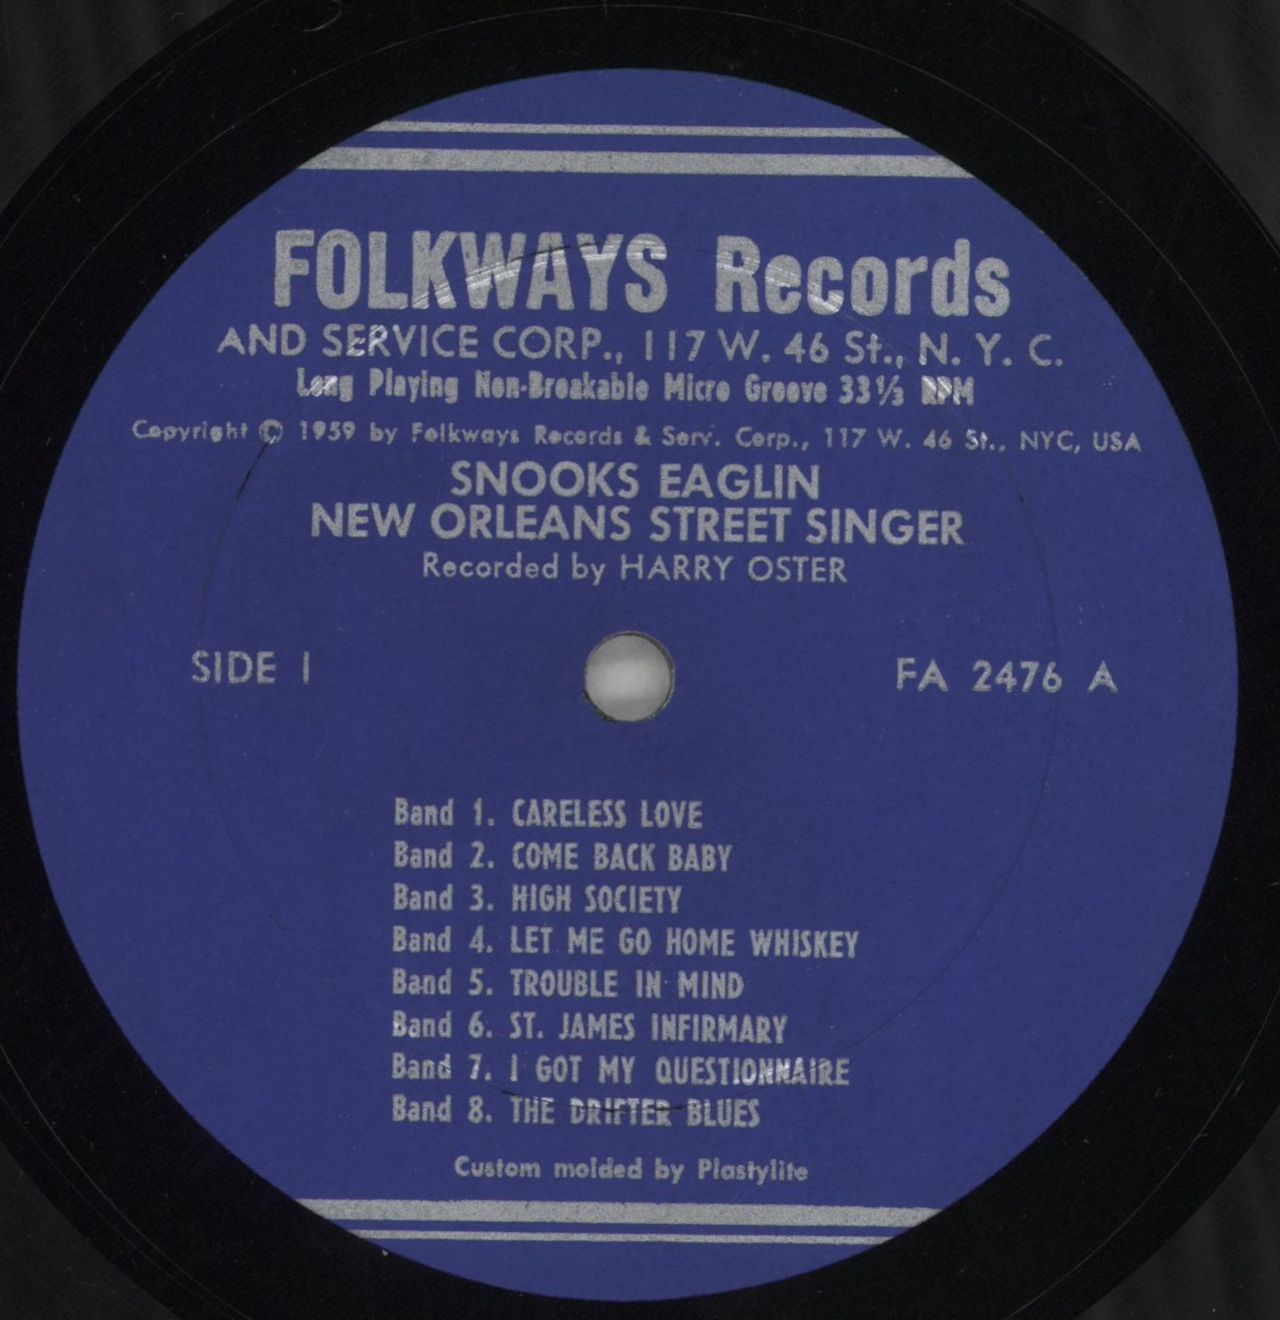 FOLKWAYS Records
AND SERVICE CORP., 117 W. 46 St., N. Y. C.
Long Playing Non-Breakable Micro Groove 33⅓ RPM
Copyright © 1959 by Folkways Records & Serv. Corp., 117 W. 46 St., NYC, USA
SNOOKS EAGLIN
NEW ORLEANS STREET SINGER
Recorded by HARRY OSTER
SIDE I
FA 2476 A
Band 1. CARELESS LOVE
Band 2. COME BACK BABY
Band 3. HIGH SOCIETY
Band 4. LET ME GO HOME WHISKEY
Band 5. TROUBLE IN MIND
Band 6. ST. JAMES INFIRMARY
Band 7. I GOT MY QUESTIONNAIRE
Band 8. THE DRIFTER BLUES
Custom molded by Plastylite